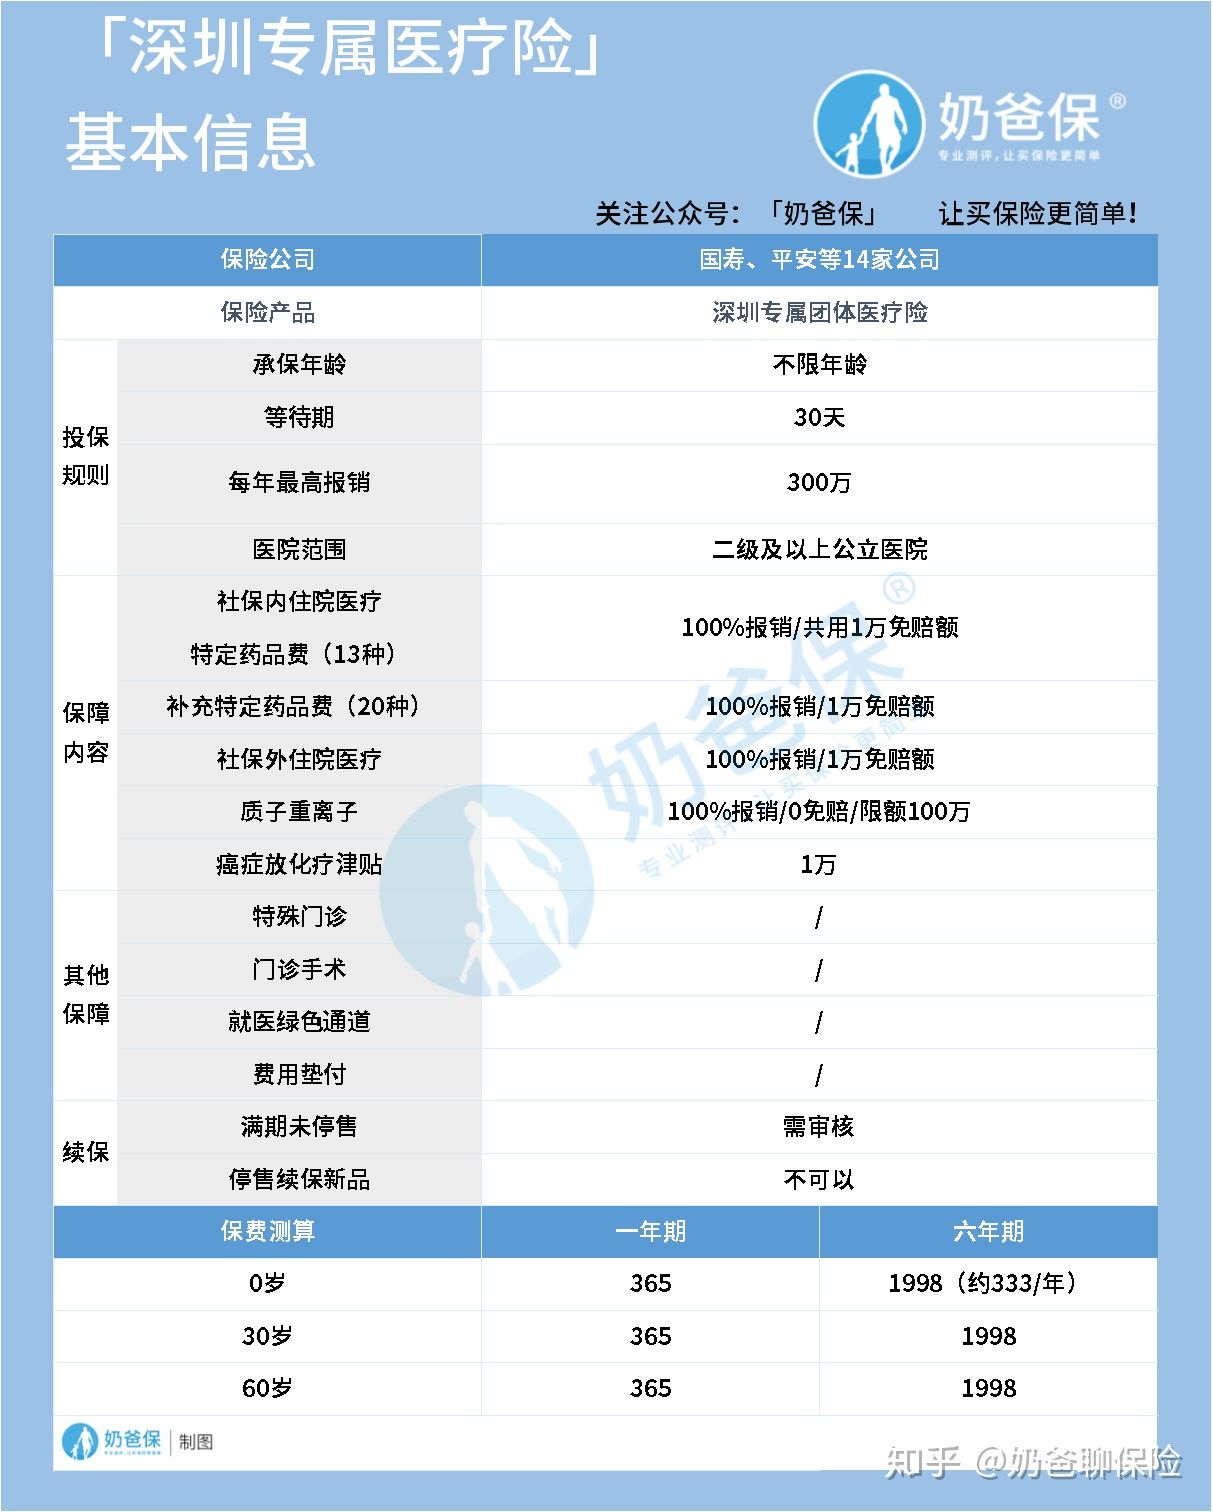 「深圳专属医疗险」
基本信息
奶爸保®
专业测评,让买保险更简单
关注公众号：「奶爸保」 让买保险更简单!
保险公司 国寿、平安等14家公司
保险产品 深圳专属团体医疗险
投保规则
承保年龄 不限年龄
等待期 30天
每年最高报销 300万
医院范围 二级及以上公立医院
保障内容
社保内住院医疗
特定药品费（13种）
100%报销/共用1万免赔额
补充特定药品费（20种） 100%报销/1万免赔额
社保外住院医疗 100%报销/1万免赔额
质子重离子 100%报销/0免赔/限额100万
癌症放化疗津贴 1万
其他保障
特殊门诊 /
门诊手术 /
就医绿色通道 /
费用垫付 /
续保
满期未停售 需审核
停售续保新品 不可以
保费测算 一年期 六年期
0岁 365 1998（约333/年）
30岁 365 1998
60岁 365 1998
奶爸保 制图
知乎 @奶爸聊保险
奶爸保®